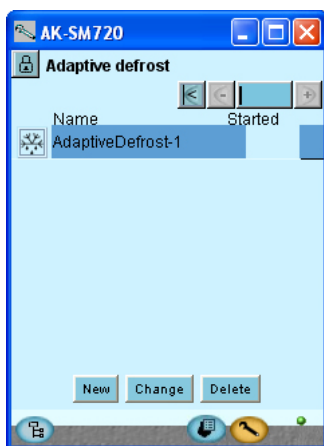 AK-SM720
Adaptive defrost
Name Started
AdaptiveDefrost-1
New Change Delete